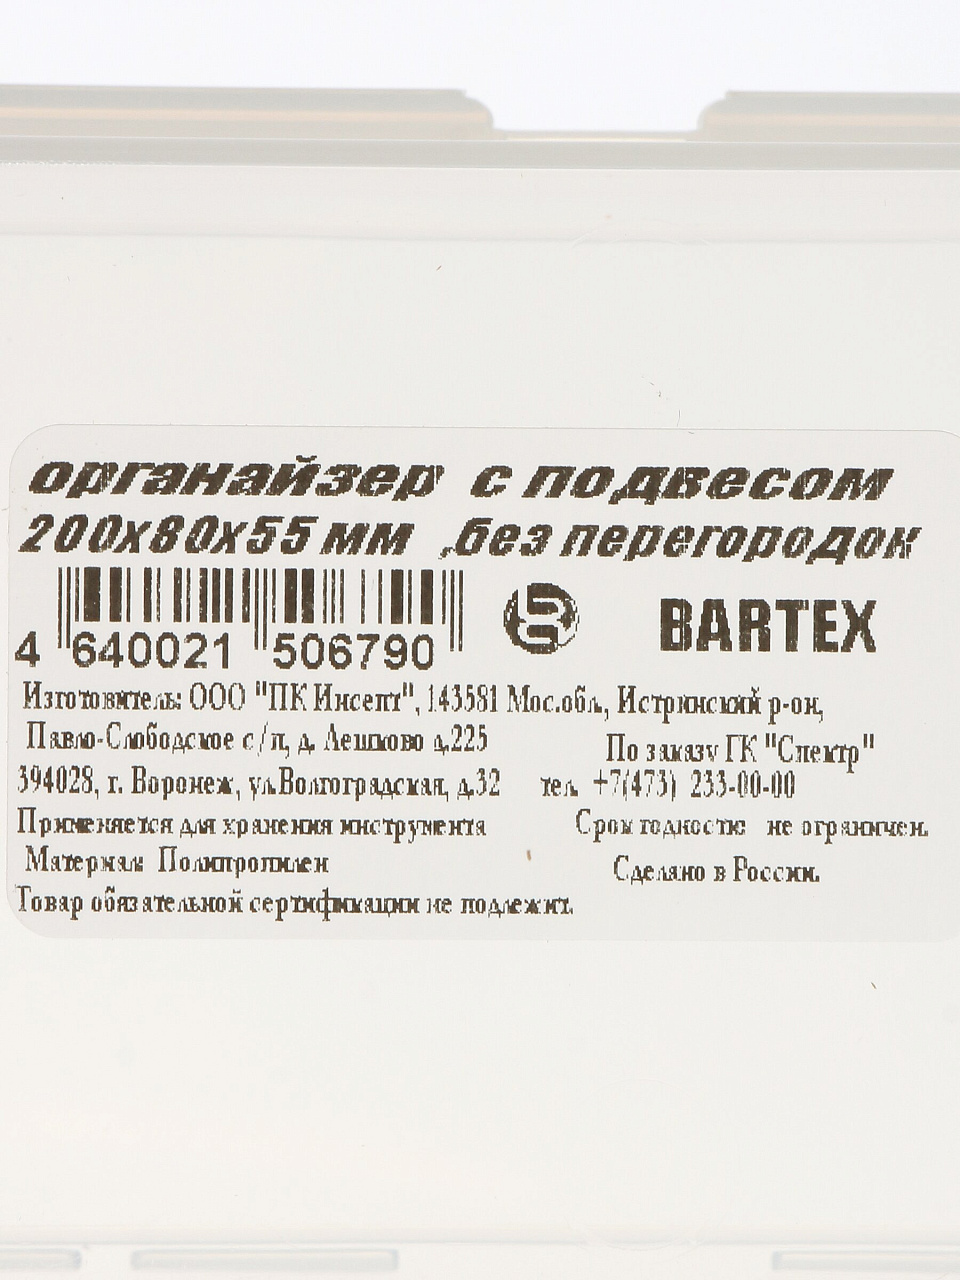 органайзер с подвесом
200х80х55 мм ,без перегородок
4 640021 506790
BARTEX
Изготовитель: ООО "ПК Инсепт", 143581 Мос.обл., Истринский р-он,
Павло-Слободское с/п, д. Лешково д.225
По заказу ГК "Спектр"
394028, г. Воронеж, ул.Волгоградская, д.32 тел. +7(473) 233-00-00
Применяется для хранения инструмента Срок годности: не ограничен.
Материал: Полипропилен Сделано в России.
Товар обязательной сертификации не подлежит.